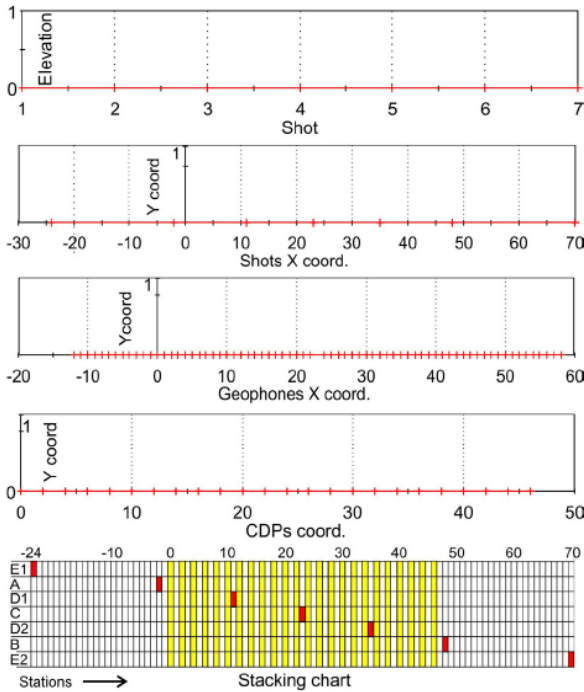 1
Elevation
0
1 2 3 4 5 6 7
Shot
1
Y coord
-30 -20 -10 0 10 20 30 40 50 60 70
Shots X coord.
1
Ycoord
-20 -10 0 10 20 30 40 50 60
Geophones X coord.
1
Y coord
0
0 10 20 30 40 50
CDPs coord.
-24 -10 0 10 20 30 40 50 60 70
E1
A
D1
C
D2
B
E2
Stations
Stacking chart